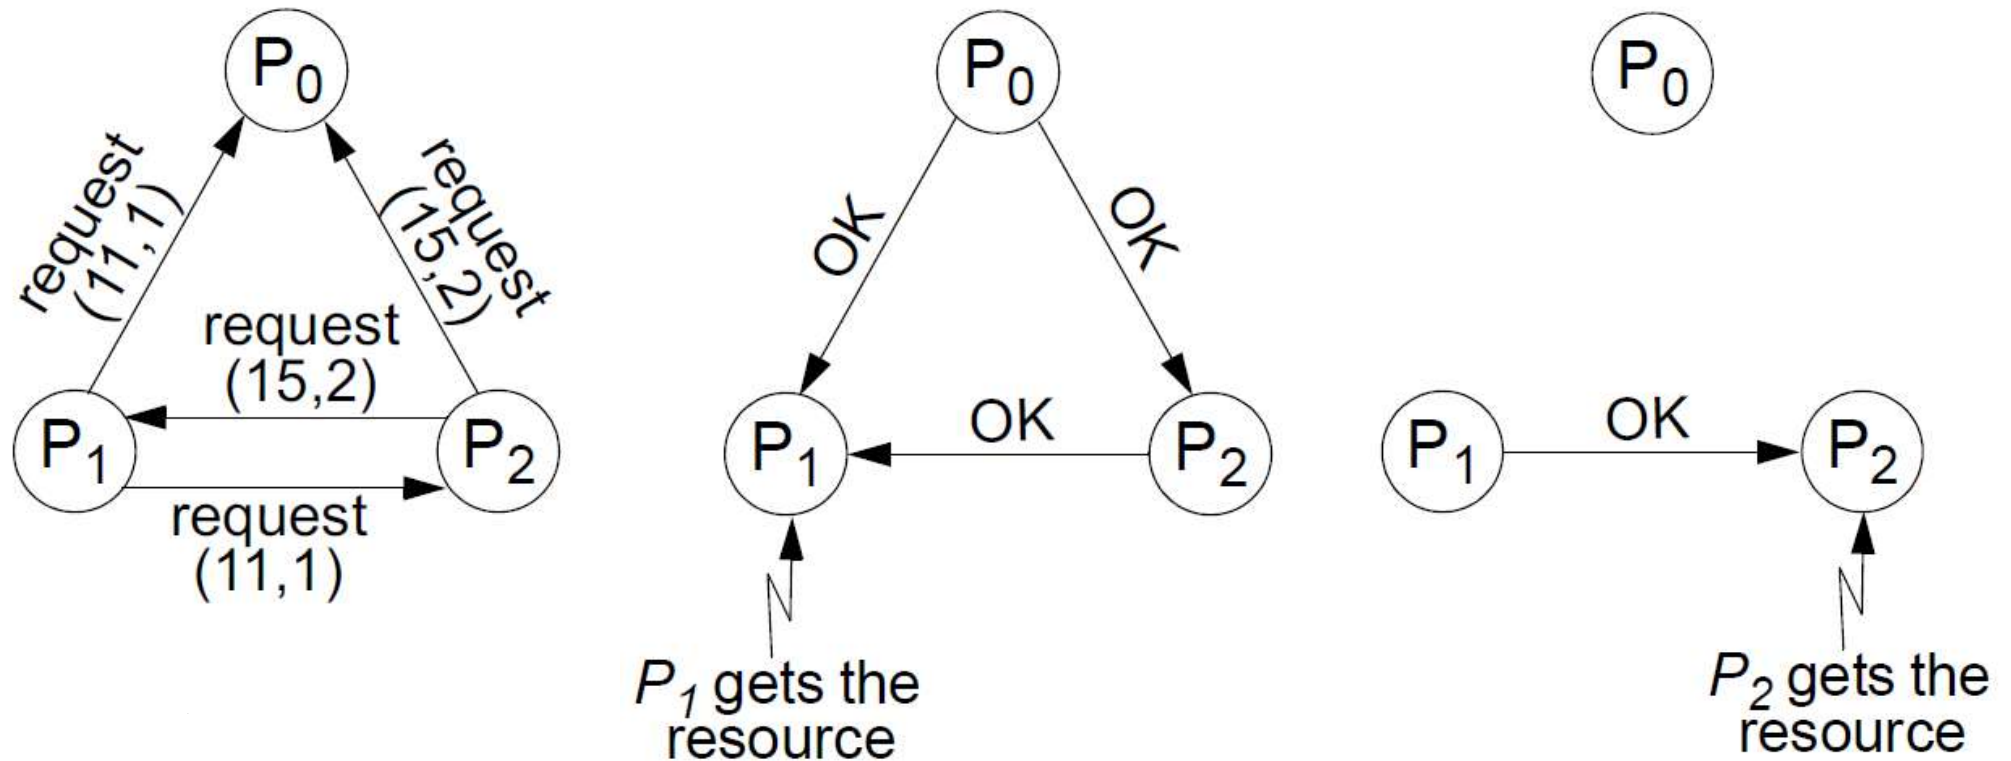 P0
request
(11,1)
request
(15,2)
request
(15,2)
P1
P2
request
(11,1)
P0
OK
OK
P1
OK
P2
P1 gets the
resource
P0
P1
OK
P2
P2 gets the
resource